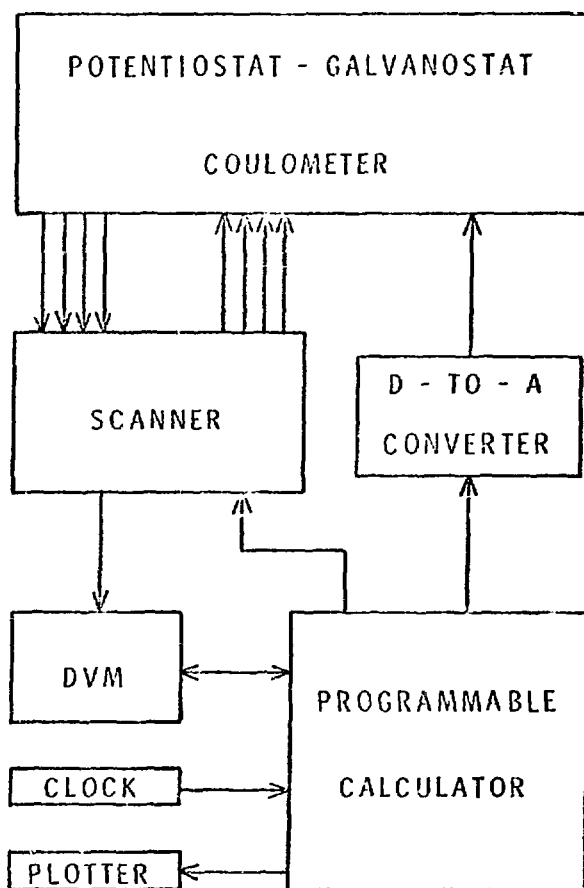 POTENTIOSTAT - GALVANOSTAT
COULOMETER
SCANNER
D - TO - A
CONVERTER
DVM
PROGRAMMABLE
CALCULATOR
CLOCK
PLOTTER